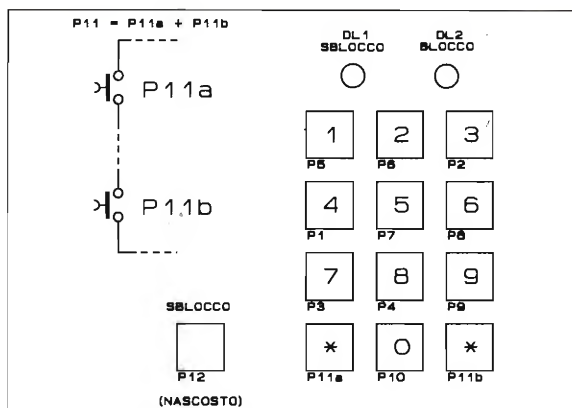 P11 = P11a + P11b
P11a
P11b
DL1 DL2
SBLOCCO BLOCCO
1 2 3
P5 P6 P2
4 5 6
P1 P7 P8
7 8 9
P3 P4 P9
* 0 *
P11a P10 P11b
SBLOCCO
P12
(NASCOSTO)